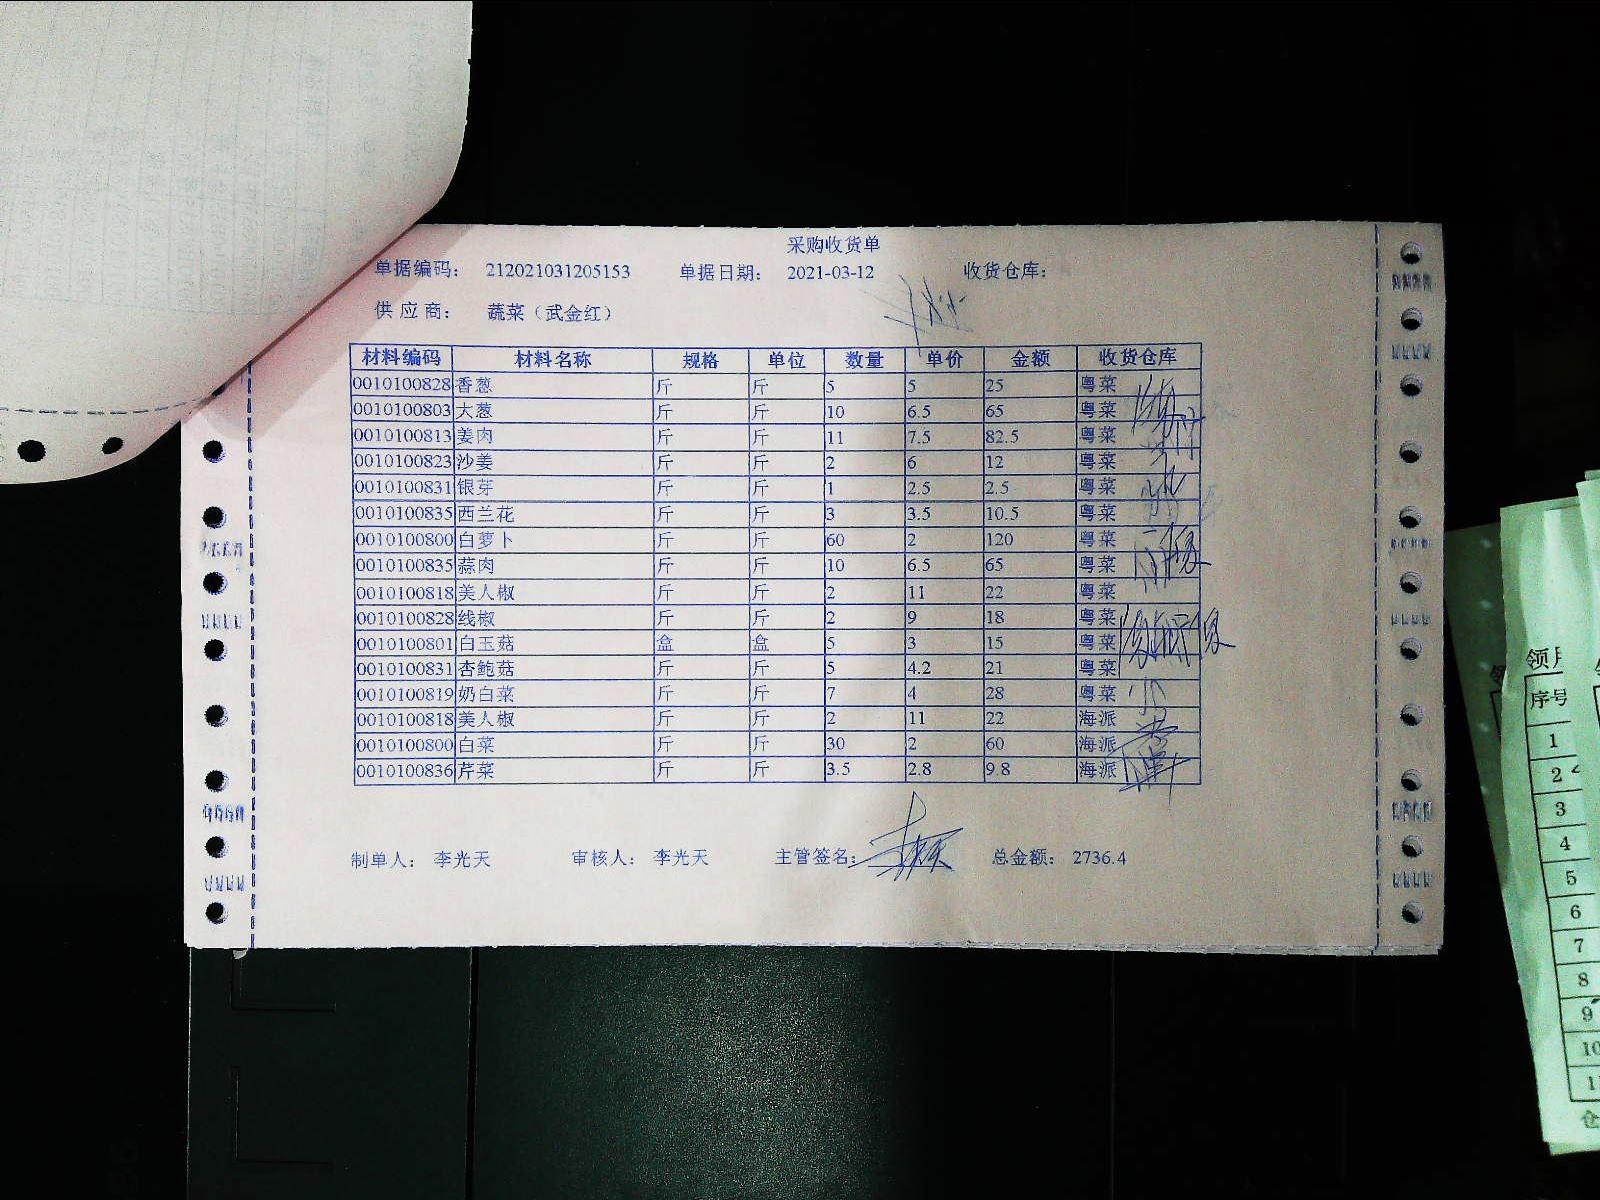 采购收货单
单据编码： 212021031205153 单据日期： 2021-03-12 收货仓库：
供应商： 蔬菜（武金红）
材料编码 材料名称 规格 单位 数量 单价 金额 收货仓库
0010100828 香葱 斤 斤 5 5 25 粤菜
0010100803 大葱 斤 斤 10 6.5 65 粤菜
0010100813 姜肉 斤 斤 11 7.5 82.5 粤菜
0010100823 沙姜 斤 斤 2 6 12 粤菜
0010100831 银芽 斤 斤 1 2.5 2.5 粤菜
0010100835 西兰花 斤 斤 3 3.5 10.5 粤菜
0010100800 白萝卜 斤 斤 60 2 120 粤菜
0010100835 蒜肉 斤 斤 10 6.5 65 粤菜
0010100818 美人椒 斤 斤 2 11 22 粤菜
0010100828 线椒 斤 斤 2 9 18 粤菜
0010100801 白玉菇 盒 盒 5 3 15 粤菜
0010100831 杏鲍菇 斤 斤 5 4.2 21 粤菜
0010100819 奶白菜 斤 斤 7 4 28 粤菜
0010100818 美人椒 斤 斤 2 11 22 海派
0010100800 白菜 斤 斤 30 2 60 海派
0010100836 芹菜 斤 斤 3.5 2.8 9.8 海派
制单人： 李光天 审核人： 李光天 主管签名： 总金额： 2736.4
序号
1
2
3
4
5
6
7
8
9
10